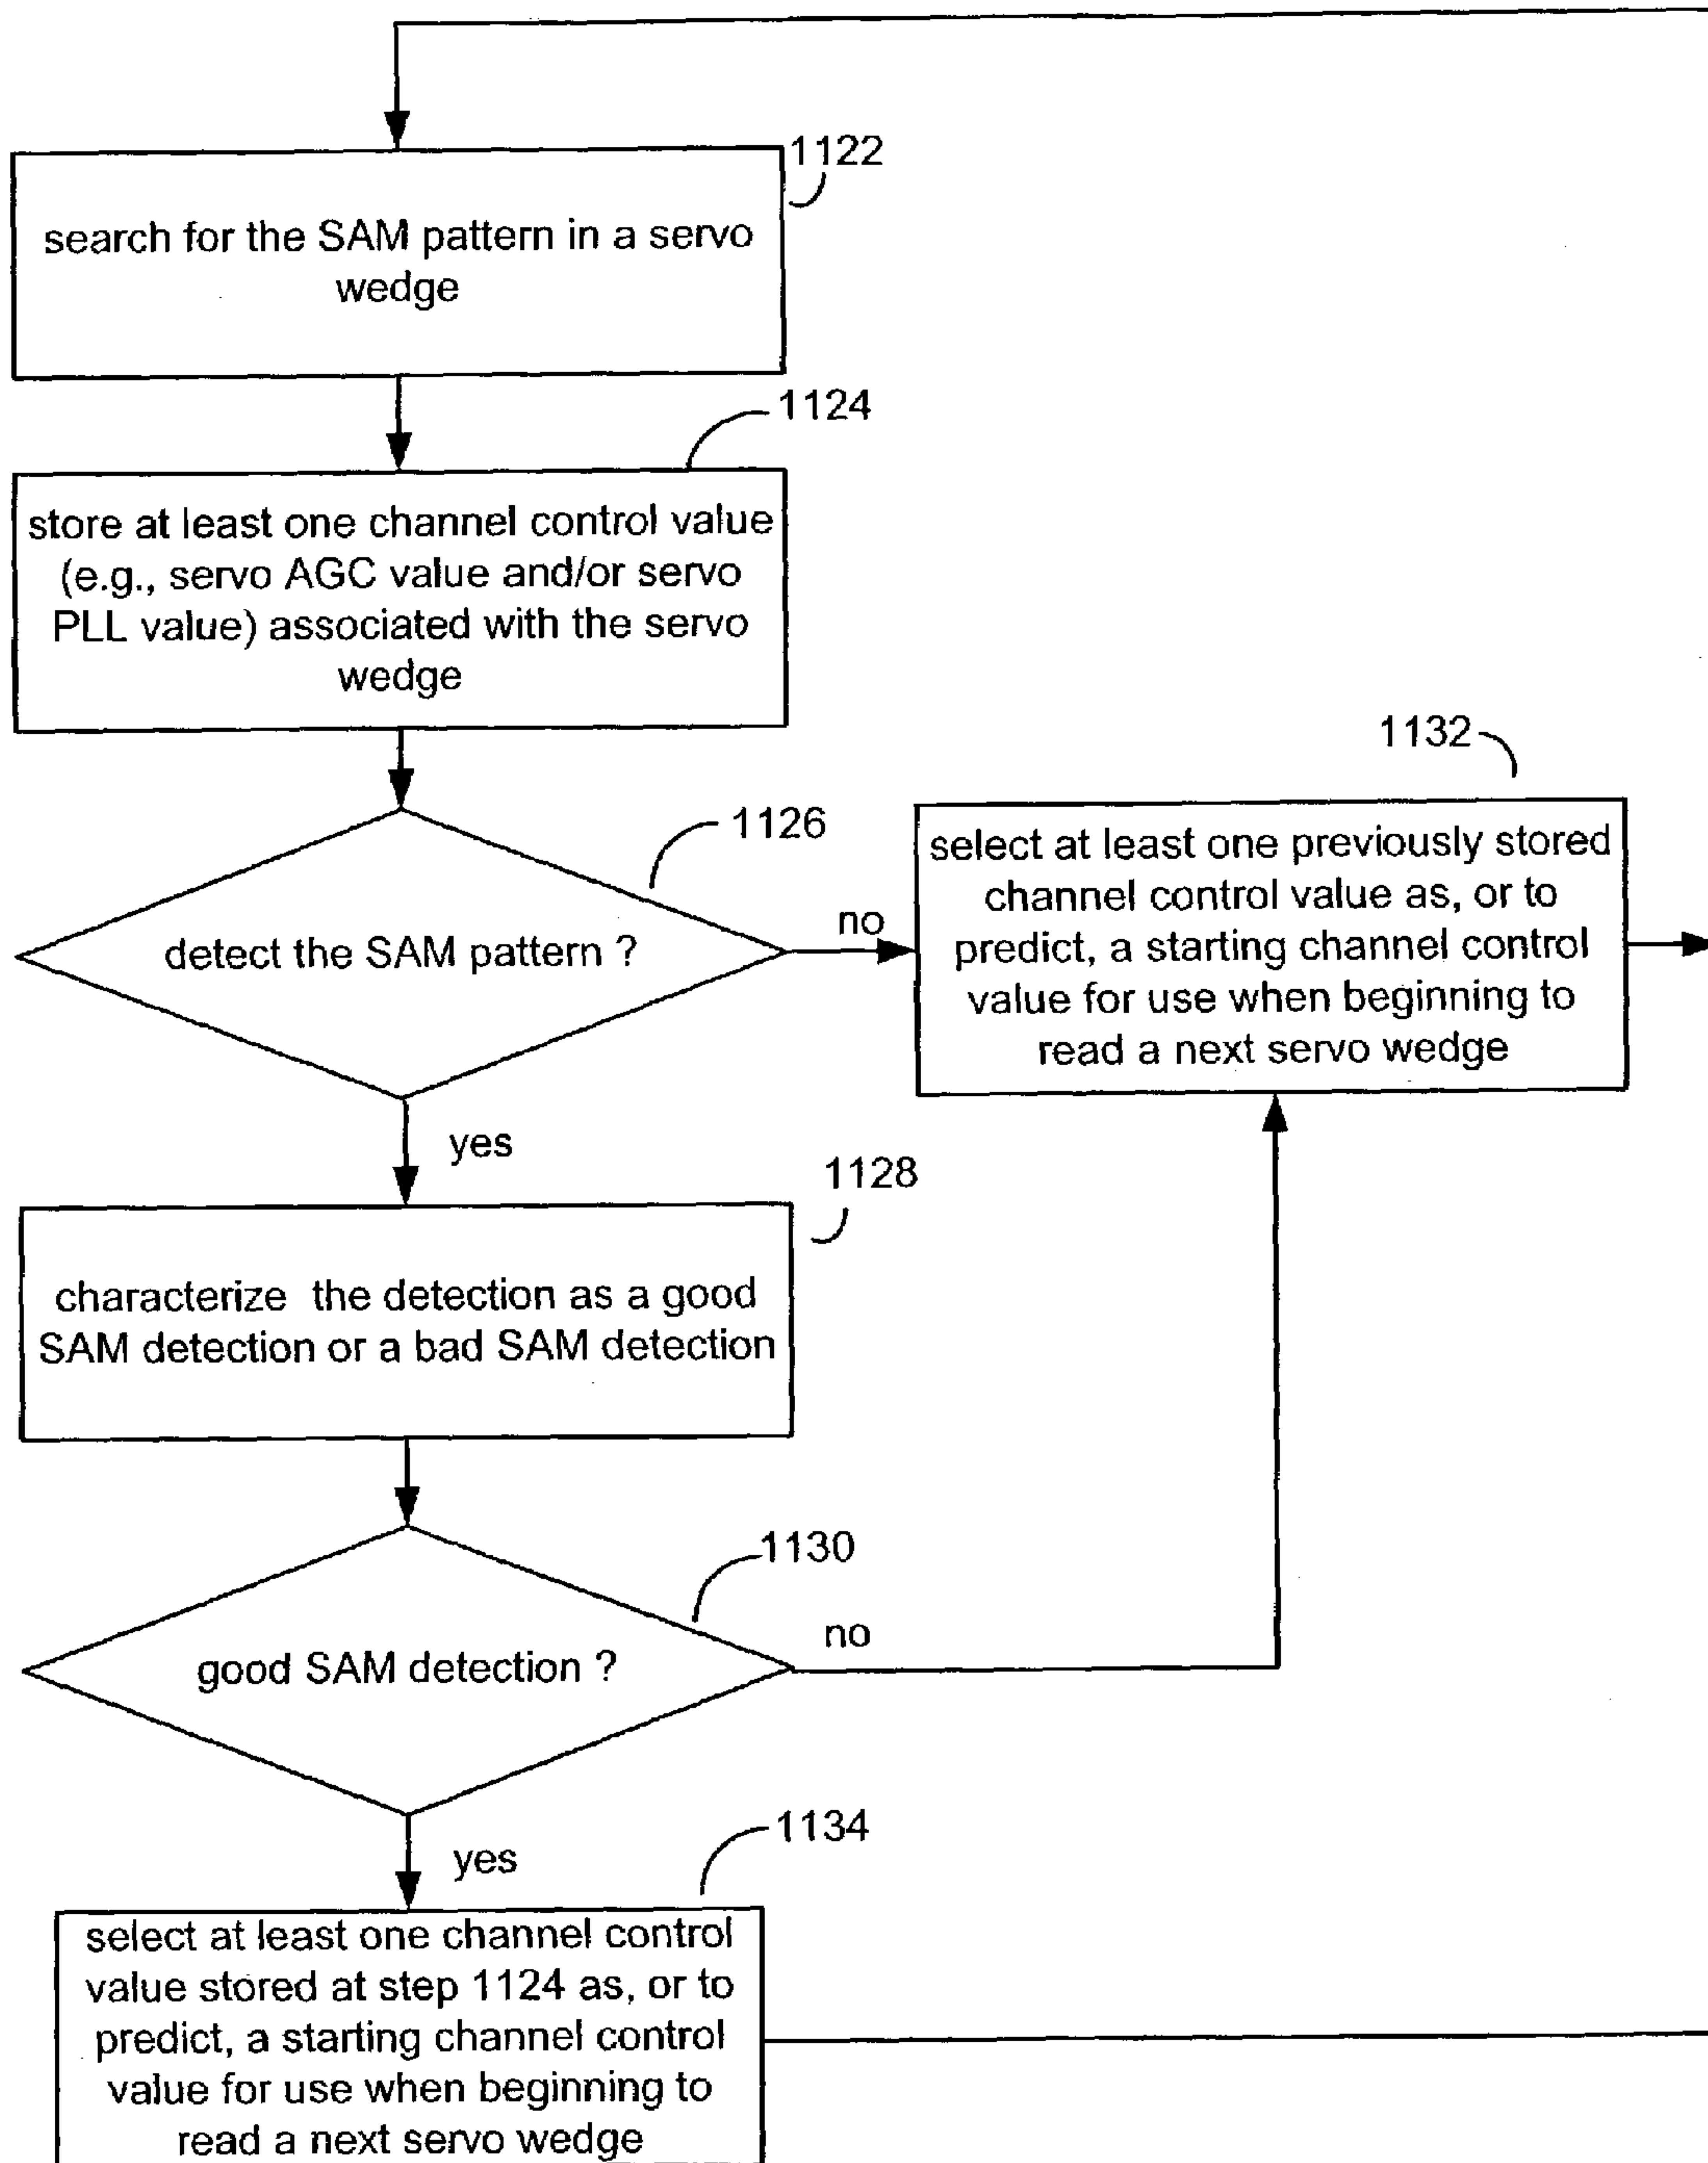 1122
search for the SAM pattern in a servo
wedge
1124
store at least one channel control value
(e.g., servo AGC value and/or servo
PLL value) associated with the servo
wedge
1126
detect the SAM pattern ?
no
yes
1132
select at least one previously stored
channel control value as, or to
predict, a starting channel control
value for use when beginning to
read a next servo wedge
1128
characterize the detection as a good
SAM detection or a bad SAM detection
1130
good SAM detection ?
no
yes
1134
select at least one channel control
value stored at step 1124 as, or to
predict, a starting channel control
value for use when beginning to
read a next servo wedge